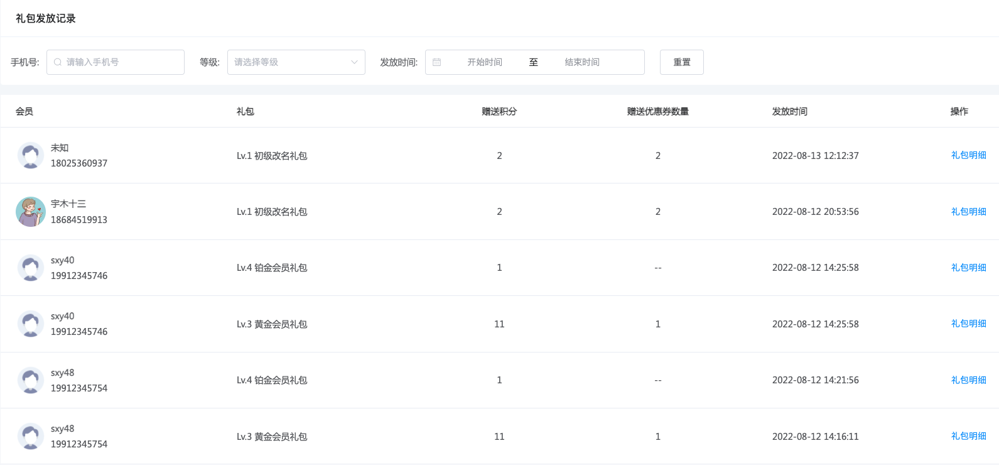 礼包发放记录
手机号: 请输入手机号 等级: 请选择等级 发放时间: 开始时间 至 结束时间 重置
会员 礼包 赠送积分 赠送优惠券数量 发放时间 操作
未知
18025360937 Lv.1 初级改名礼包 2 2 2022-08-13 12:12:37 礼包明细
宇木十三
18684519913 Lv.1 初级改名礼包 2 2 2022-08-12 20:53:56 礼包明细
sxy40
19912345746 Lv.4 铂金会员礼包 1 -- 2022-08-12 14:25:58 礼包明细
sxy40
19912345746 Lv.3 黄金会员礼包 11 1 2022-08-12 14:25:58 礼包明细
sxy48
19912345754 Lv.4 铂金会员礼包 1 -- 2022-08-12 14:21:56 礼包明细
sxy48
19912345754 Lv.3 黄金会员礼包 11 1 2022-08-12 14:16:11 礼包明细